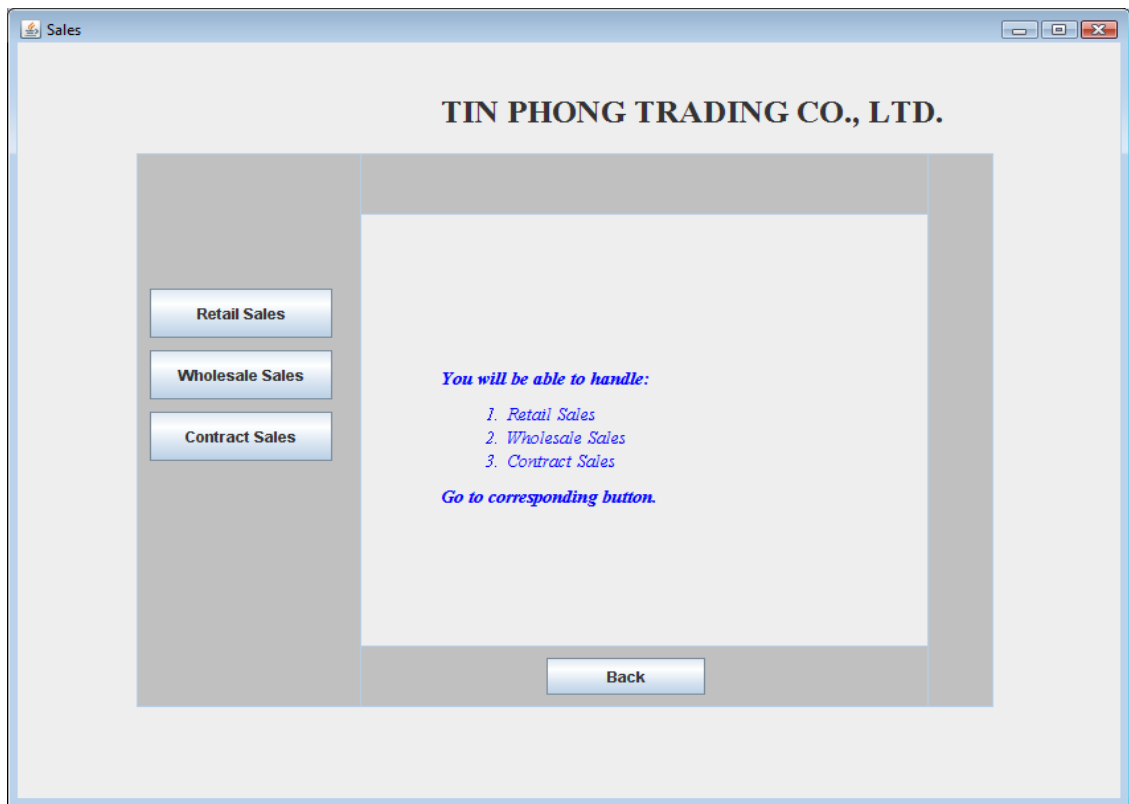 Sales
TIN PHONG TRADING CO., LTD.
Retail Sales
Wholesale Sales
Contract Sales
You will be able to handle:
1. Retail Sales
2. Wholesale Sales
3. Contract Sales
Go to corresponding button.
Back